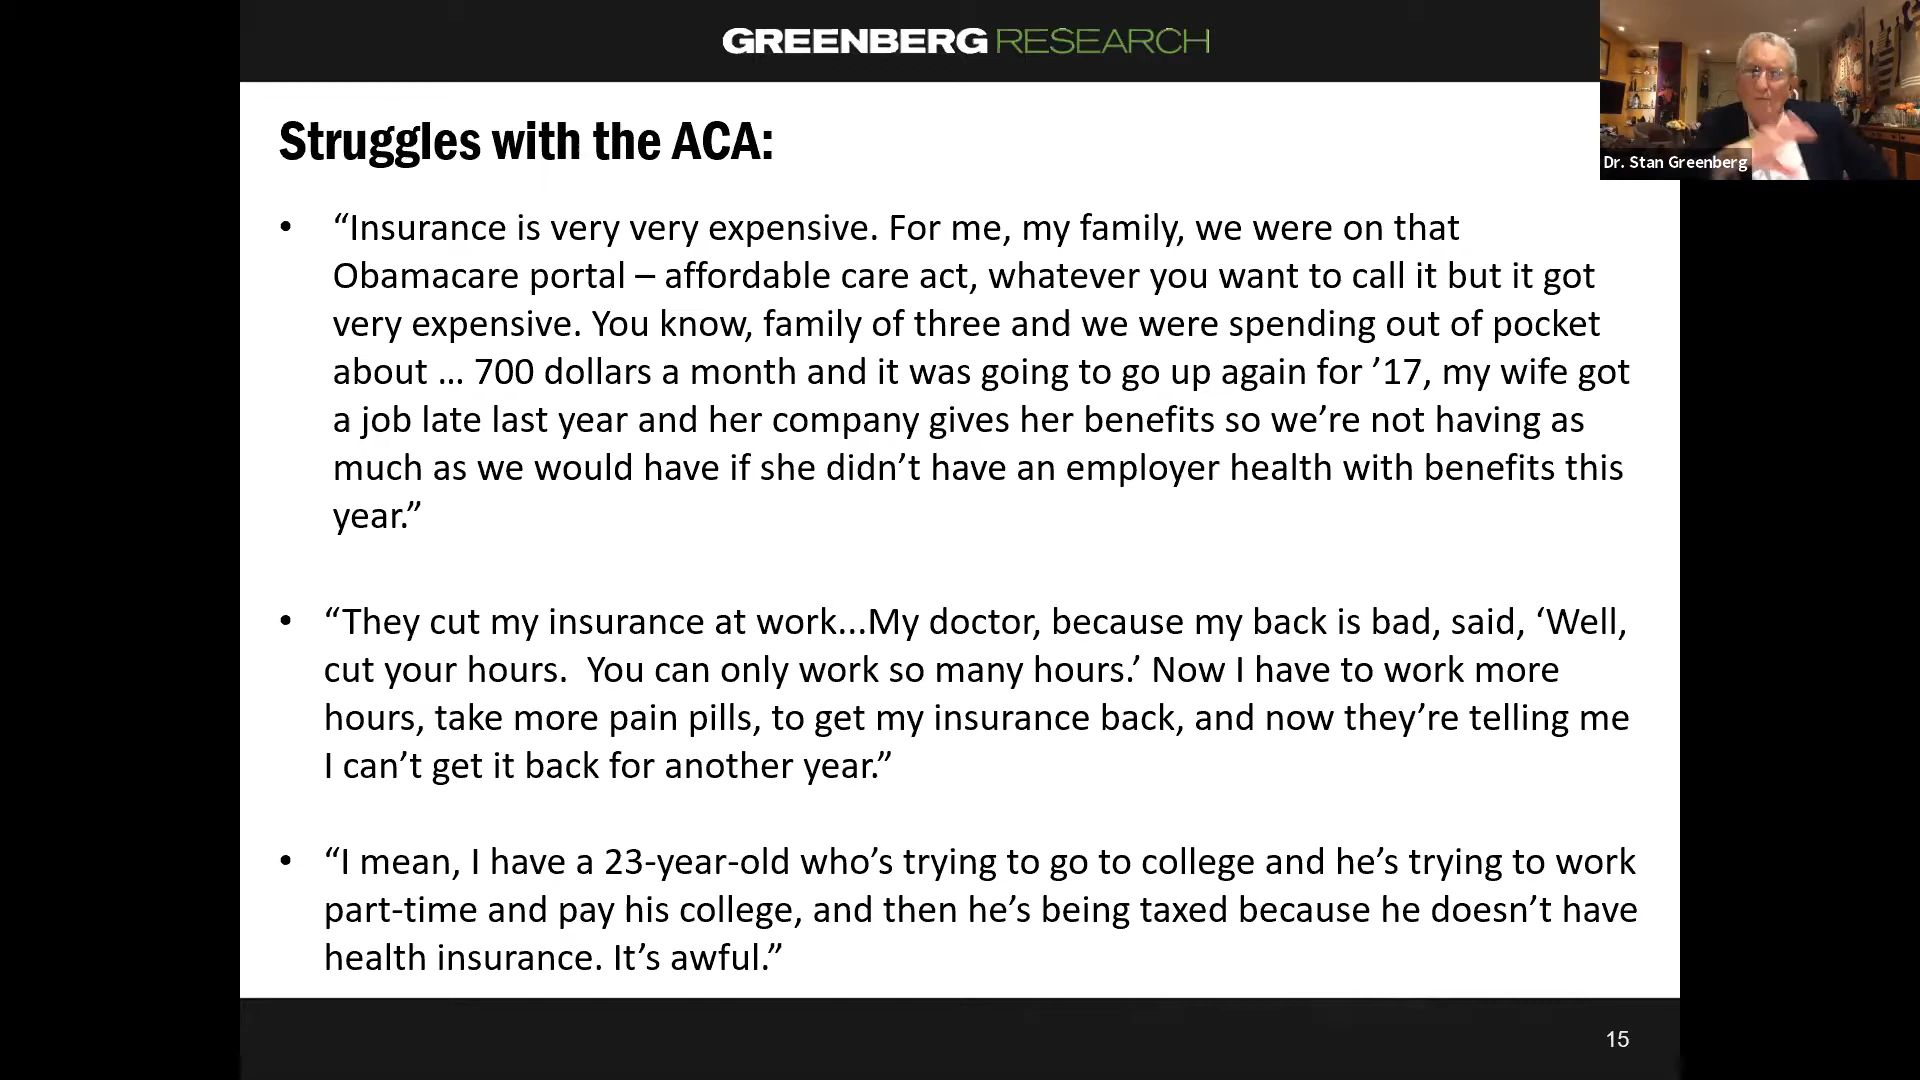 GREENBERG RESEARCH
Dr. Stan Greenberg
Struggles with the ACA:
• “Insurance is very very expensive. For me, my family, we were on that
Obamacare portal – affordable care act, whatever you want to call it but it got
very expensive. You know, family of three and we were spending out of pocket
about … 700 dollars a month and it was going to go up again for ’17, my wife got
a job late last year and her company gives her benefits so we’re not having as
much as we would have if she didn’t have an employer health with benefits this
year.”
• “They cut my insurance at work...My doctor, because my back is bad, said, ‘Well,
cut your hours.  You can only work so many hours.’ Now I have to work more
hours, take more pain pills, to get my insurance back, and now they’re telling me
I can’t get it back for another year.”
• “I mean, I have a 23-year-old who’s trying to go to college and he’s trying to work
part-time and pay his college, and then he’s being taxed because he doesn’t have
health insurance. It’s awful.”
15